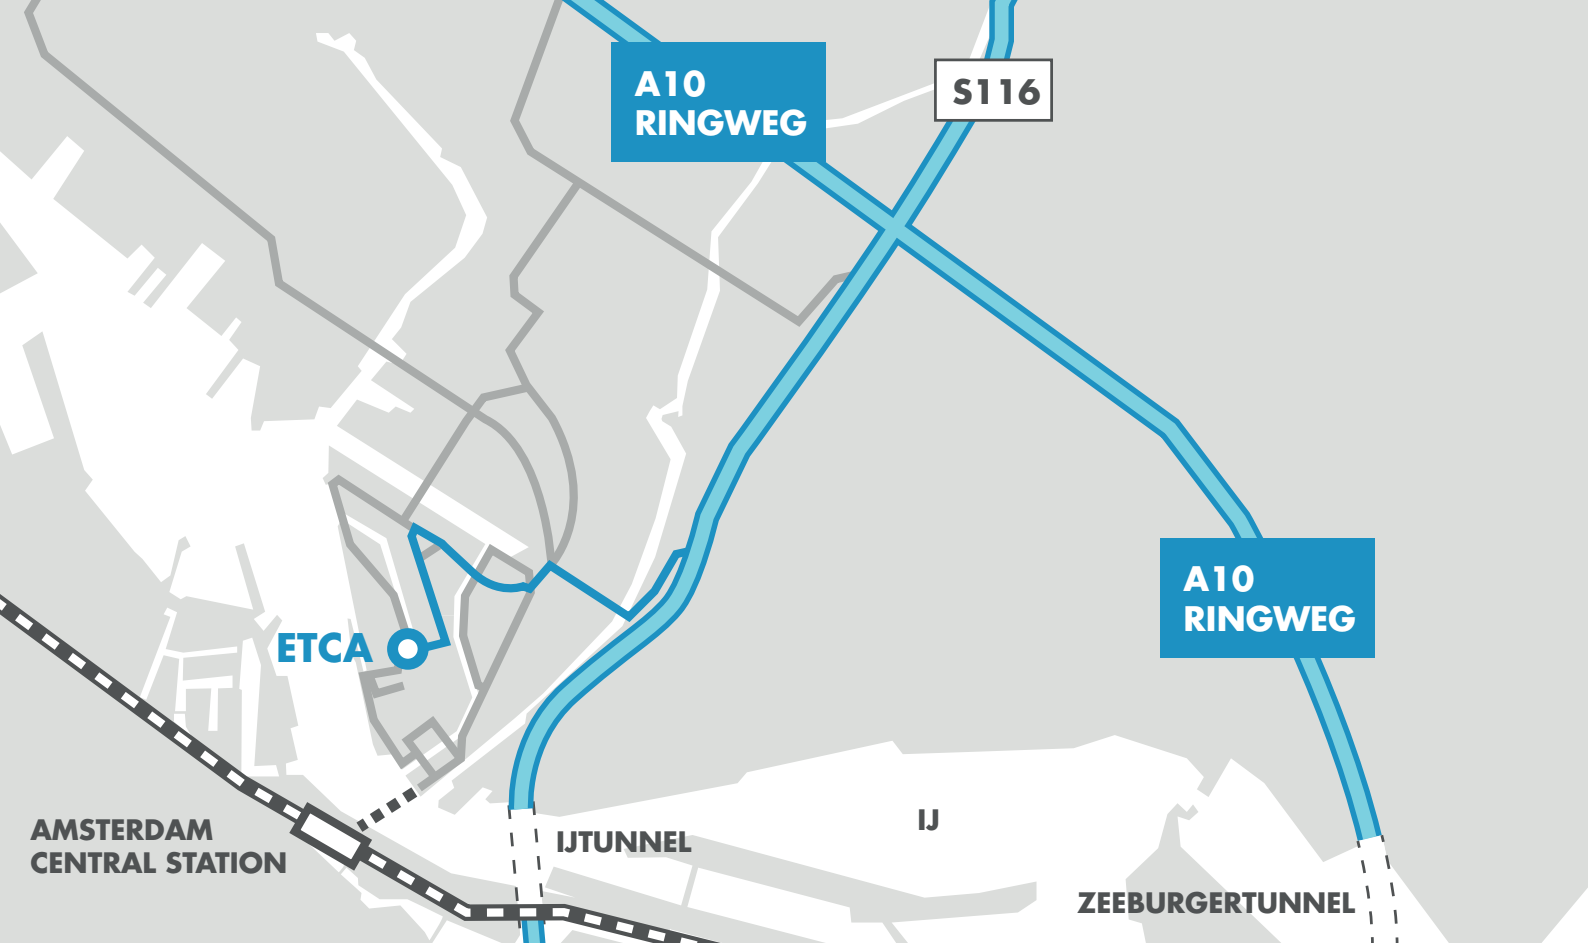 A10
RINGWEG
S116
A10
RINGWEG
ETCA
AMSTERDAM
CENTRAL STATION
IJTUNNEL
IJ
ZEEBURGERTUNNEL